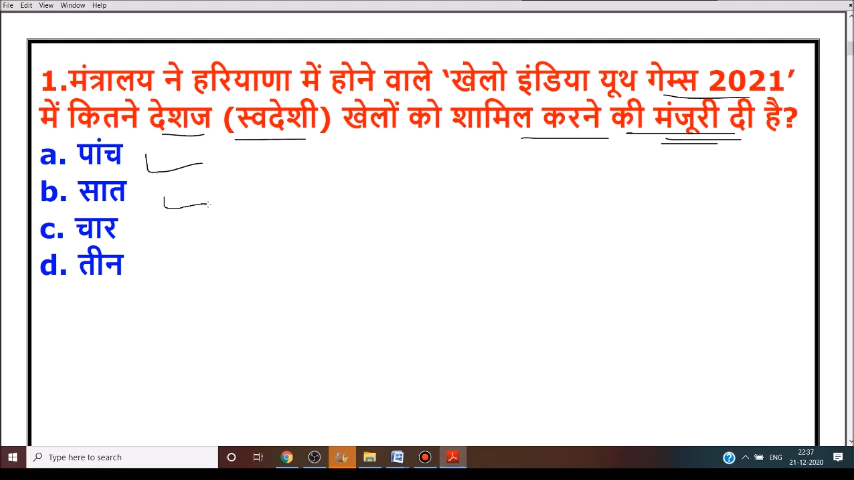 File Edit View Window Help
1.मंत्रालय ने हरियाणा में होने वाले ‘खेलो इंडिया यूथ गेम्स 2021’
में कितने देशज (स्वदेशी) खेलों को शामिल करने की मंजूरी दी है?
a. पांच
b. सात
c. चार
d. तीन
Type here to search
ENG
22:37
21-12-2020